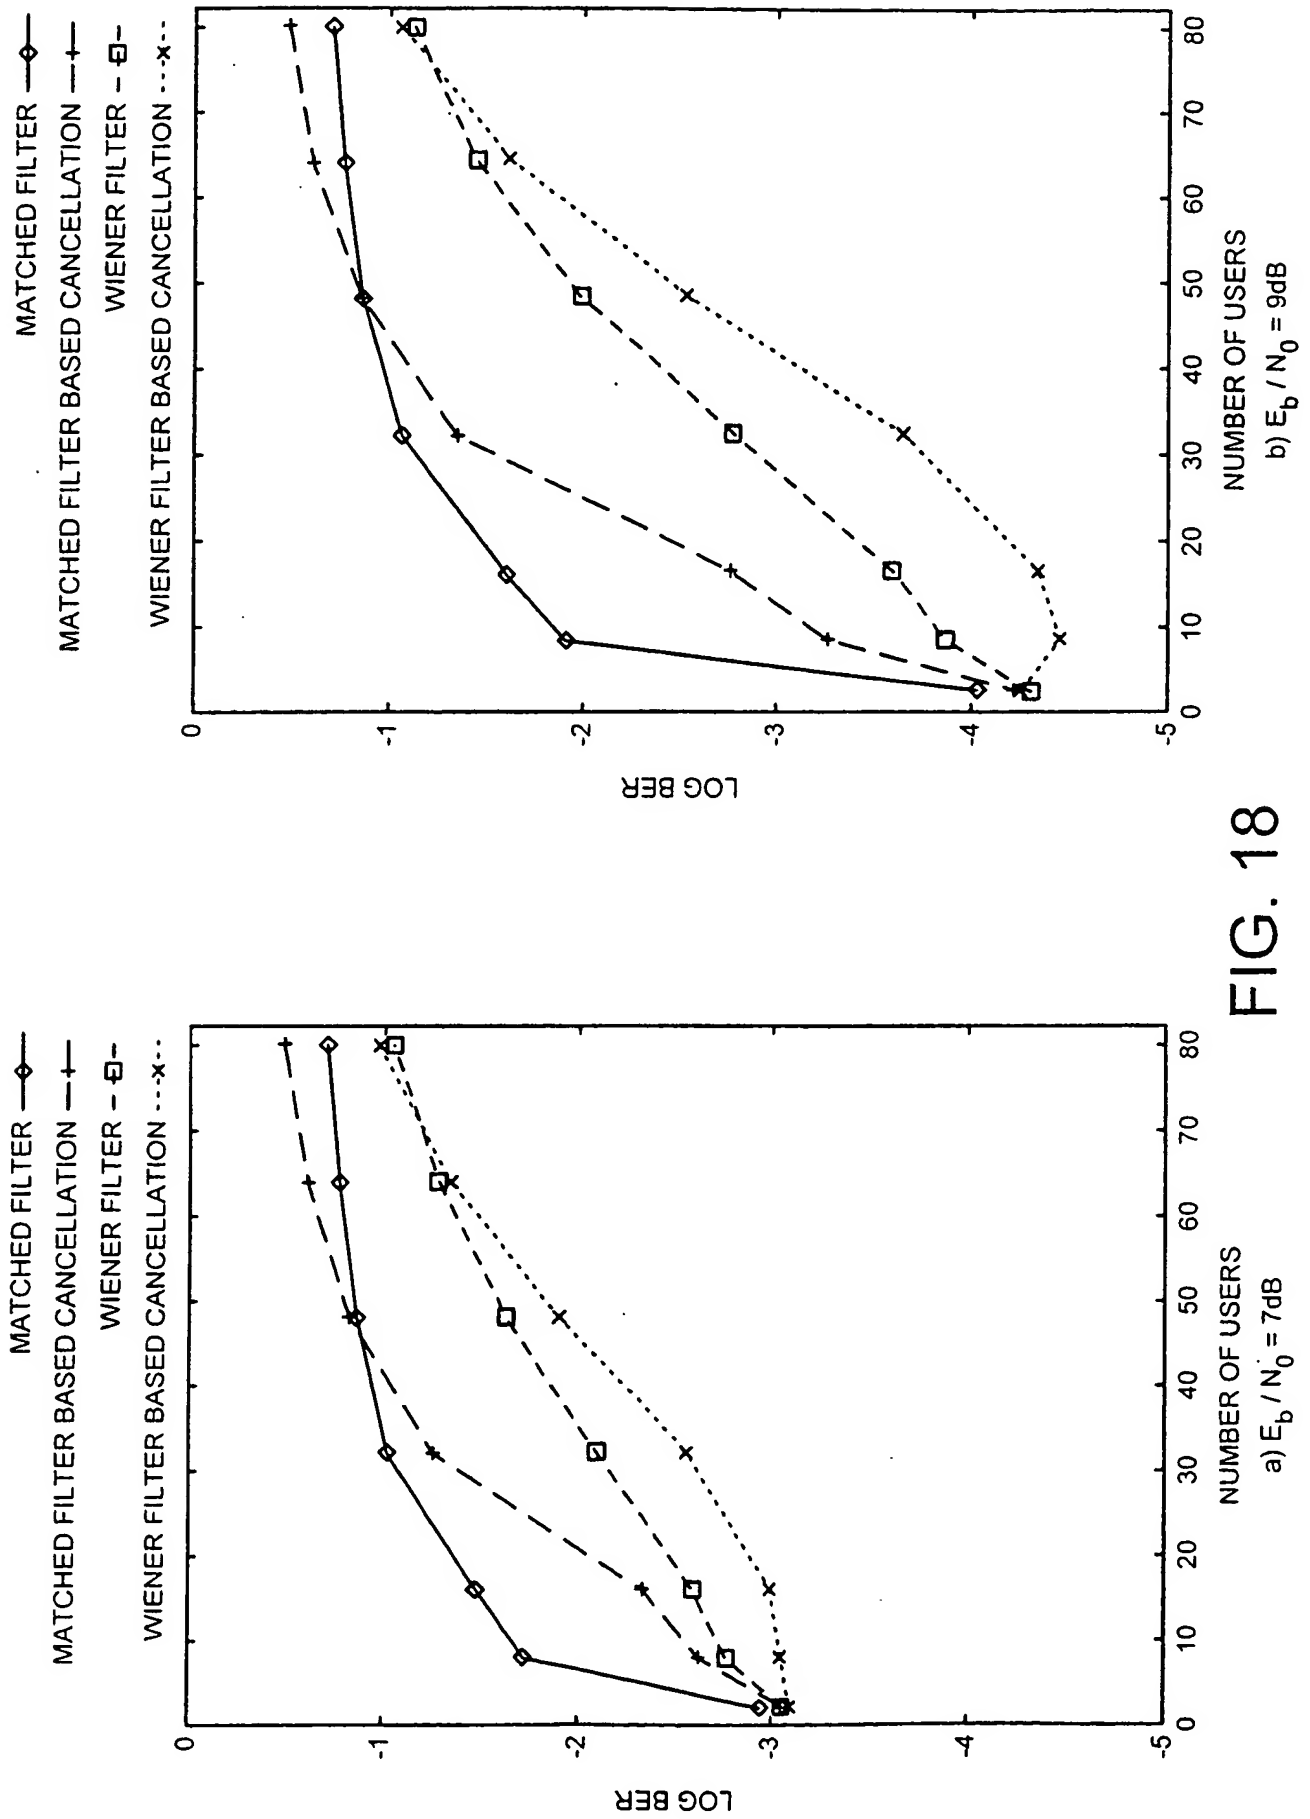 MATCHED FILTER
MATCHED FILTER BASED CANCELLATION
WIENER FILTER
WIENER FILTER BASED CANCELLATION
LOG BER
0
-1
-2
-3
-4
-5
0 10 20 30 40 50 60 70 80
NUMBER OF USERS
a) Eb / N0 = 7dB
MATCHED FILTER
MATCHED FILTER BASED CANCELLATION
WIENER FILTER
WIENER FILTER BASED CANCELLATION
LOG BER
0
-1
-2
-3
-4
-5
0 10 20 30 40 50 60 70 80
NUMBER OF USERS
b) Eb / N0 = 9dB
FIG. 18